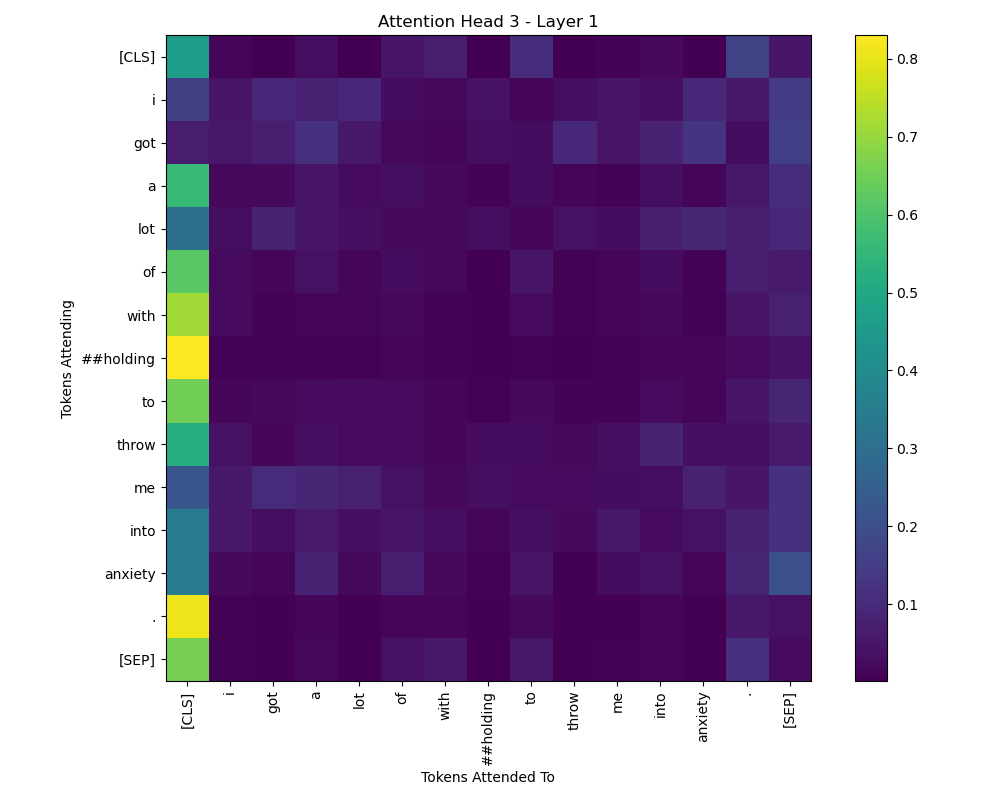 Attention Head 3 - Layer 1
Tokens Attending
[CLS]
i
got
a
lot
of
with
##holding
to
throw
me
into
anxiety
.
[SEP]
[CLS]
i
got
a
lot
of
with
##holding
to
throw
me
into
anxiety
.
[SEP]
Tokens Attended To
0.8
0.7
0.6
0.5
0.4
0.3
0.2
0.1